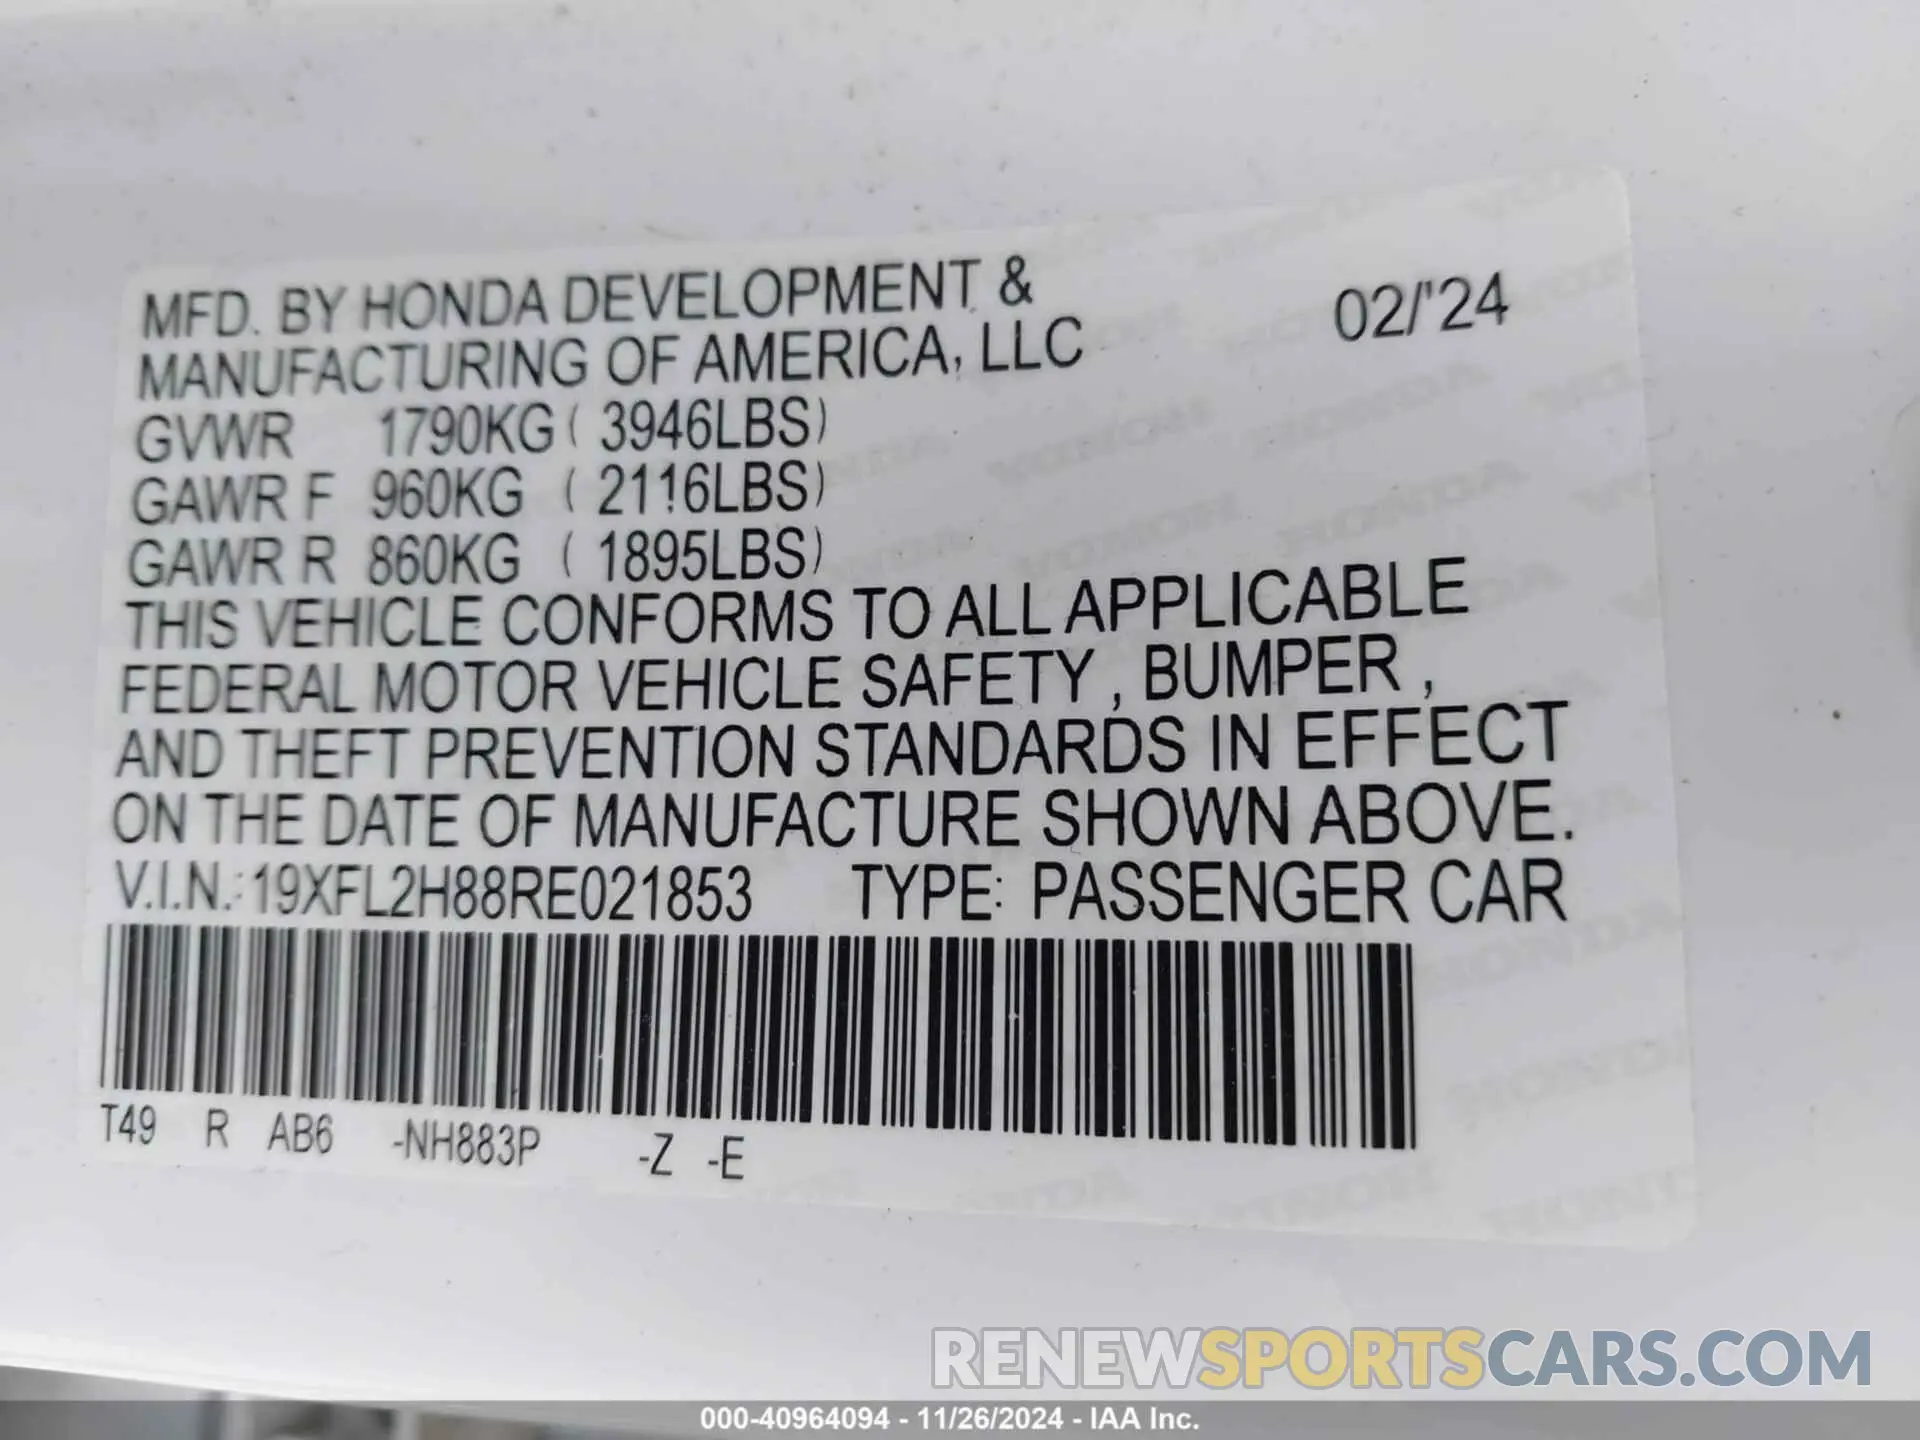 MFD. BY HONDA DEVELOPMENT & 02/'24
MANUFACTURING OF AMERICA, LLC
GVWR 1790KG ( 3946LBS)
GAWR F 960KG ( 2116LBS)
GAWR R 860KG ( 1895LBS)
THIS VEHICLE CONFORMS TO ALL APPLICABLE
FEDERAL MOTOR VEHICLE SAFETY , BUMPER ,
AND THEFT PREVENTION STANDARDS IN EFFECT
ON THE DATE OF MANUFACTURE SHOWN ABOVE.
V.I.N.: 19XFL2H88RE021853 TYPE: PASSENGER CAR
T49 R AB6 -NH883P -Z -E
RENEWSPORTSCARS.COM
000-40964094 - 11/26/2024 - IAA Inc.